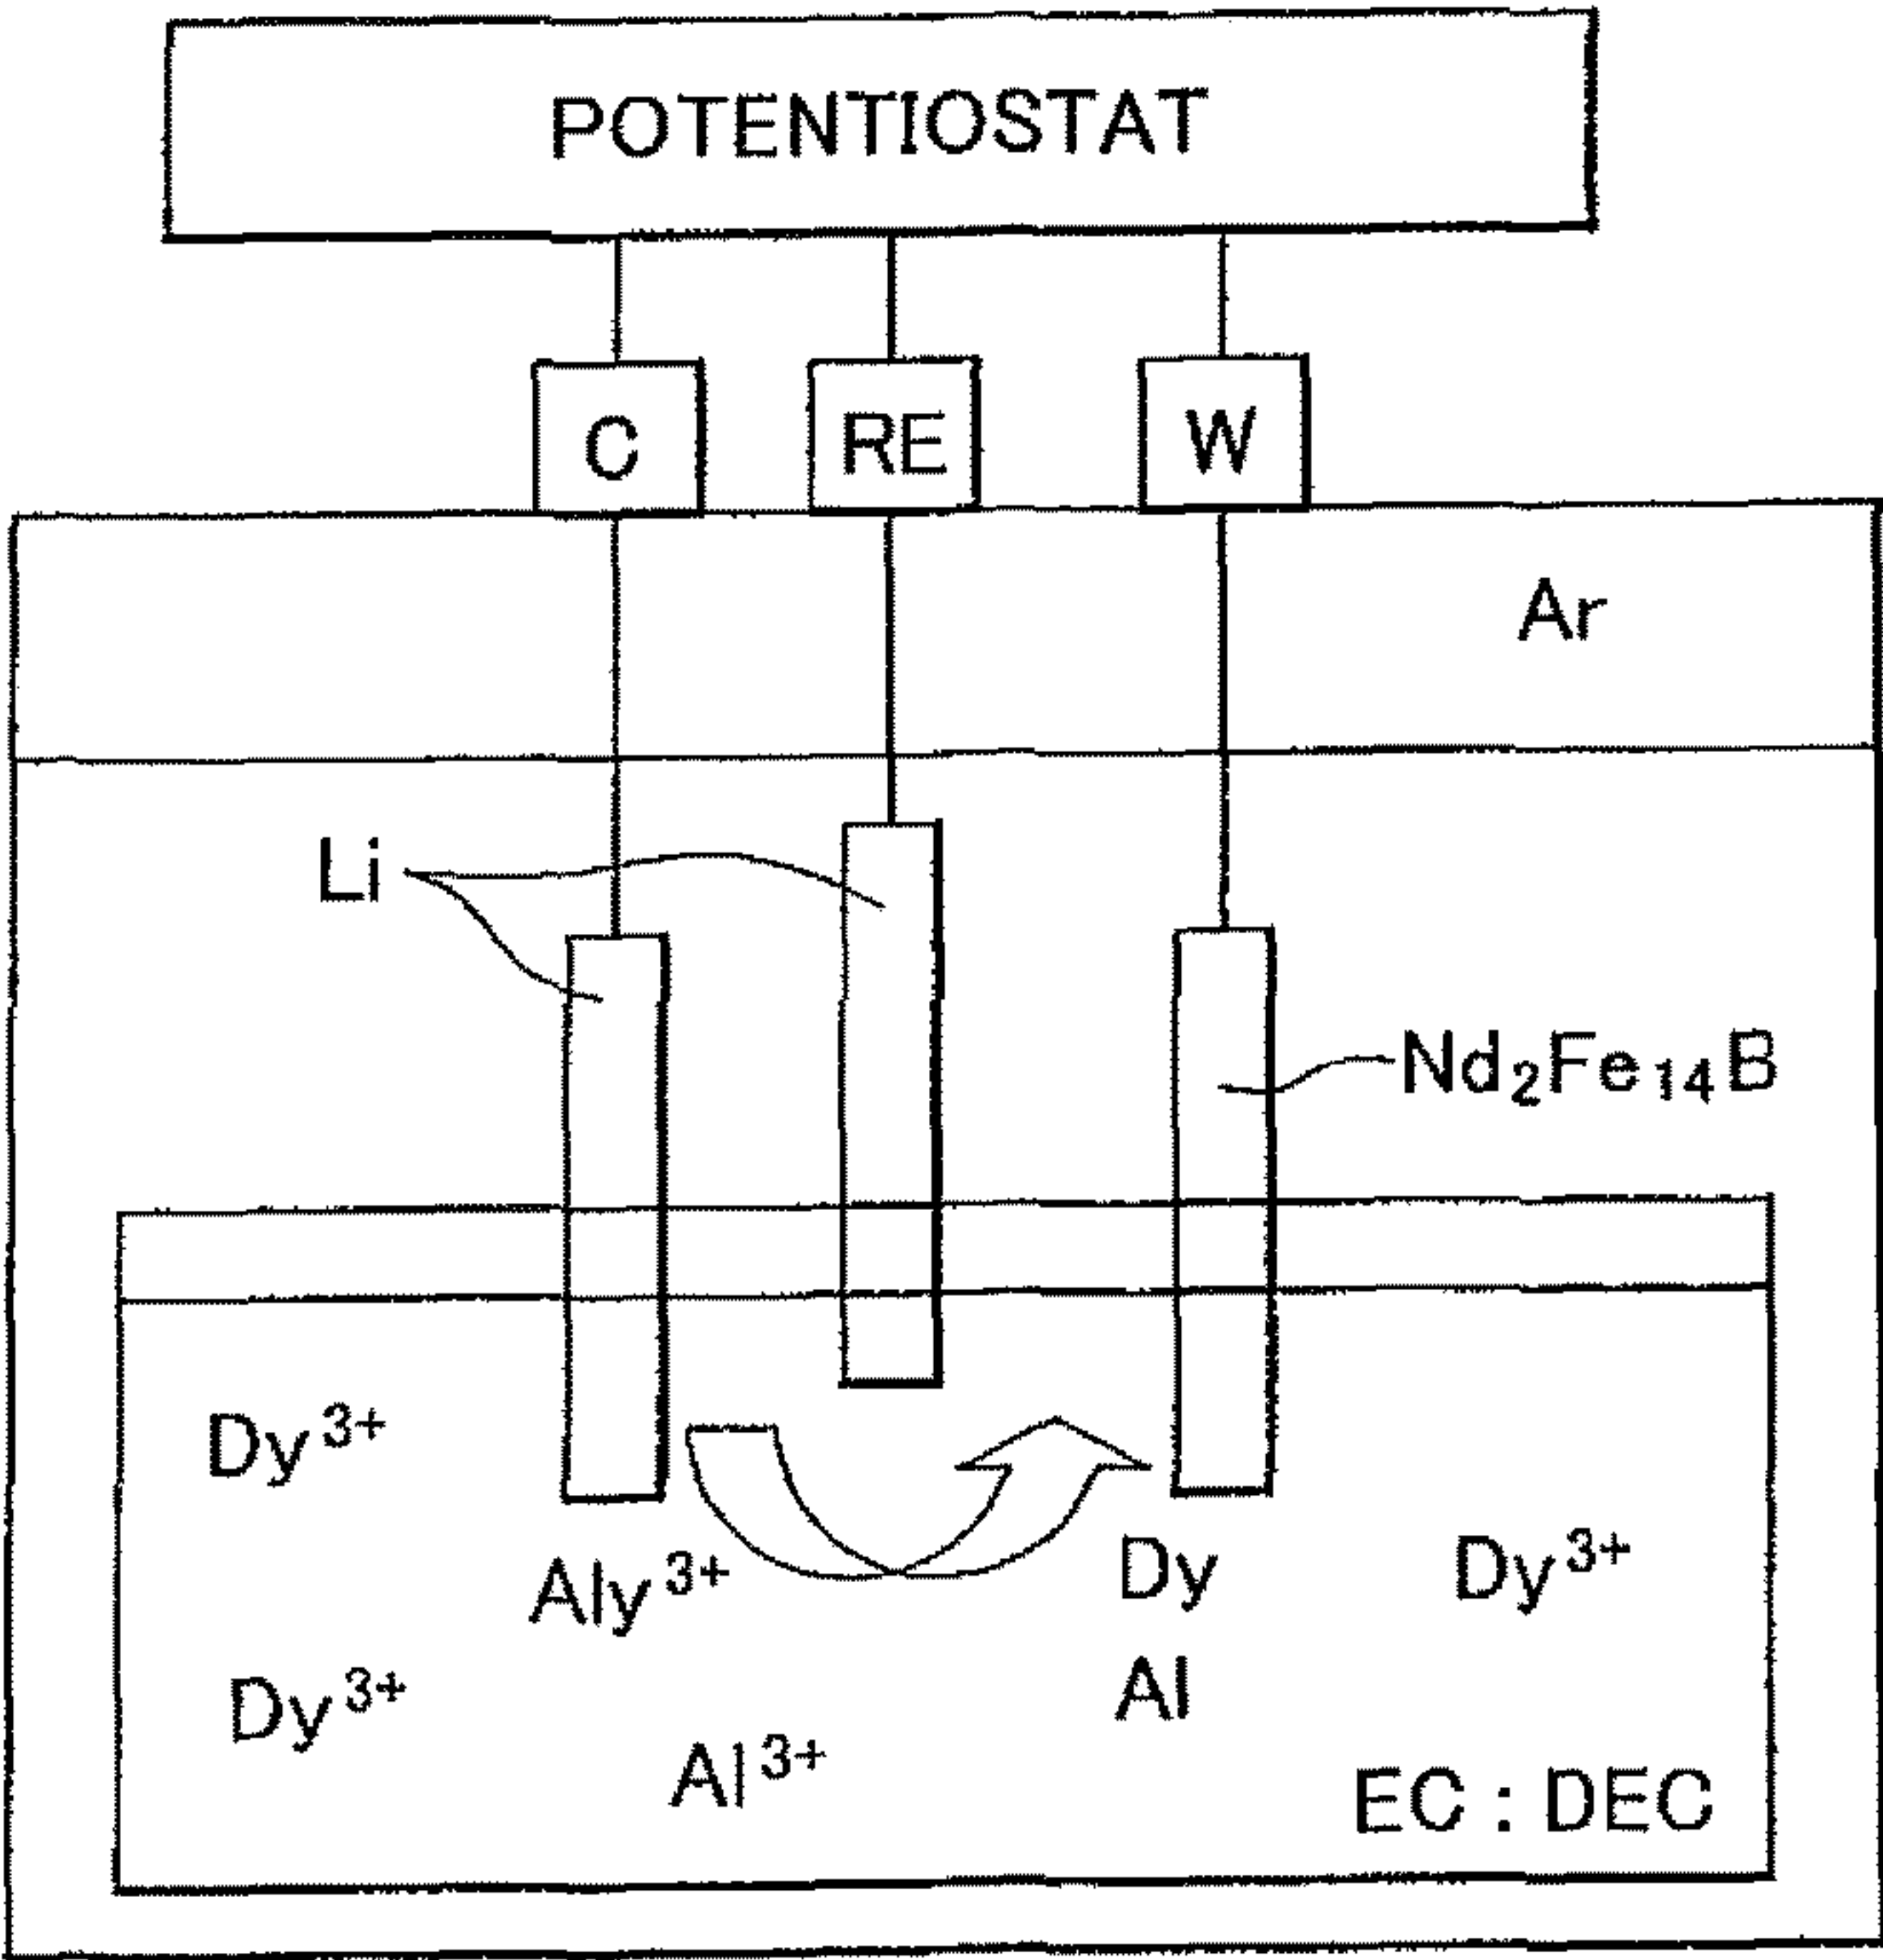 POTENTIOSTAT
C RE W
Ar
Li
Nd₂Fe₁₄B
Dy³⁺
Aly³⁺ Dy Dy³⁺
Dy³⁺ Al
Al³⁺
EC : DEC